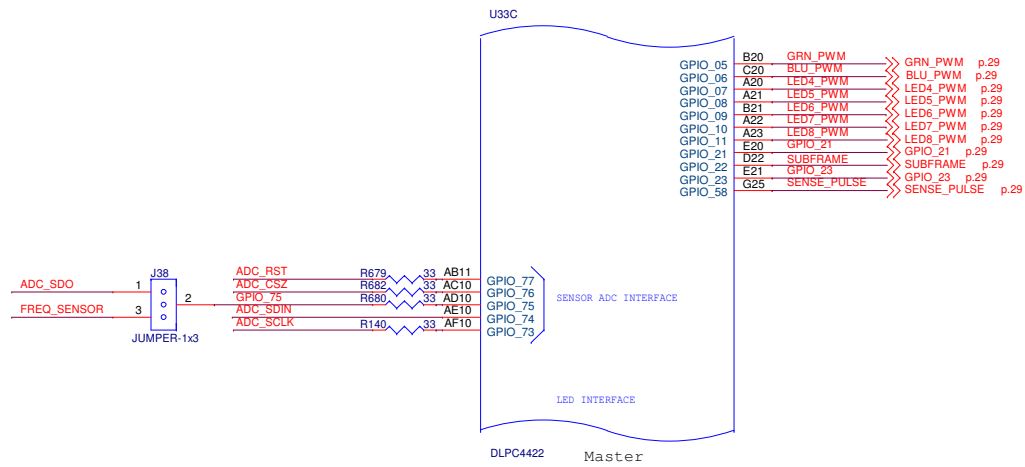 U33C
GPIO_05 B20 GRN_PWM GRN_PWM p.29
GPIO_06 C20 BLU_PWM BLU_PWM p.29
GPIO_07 A20 LED4_PWM LED4_PWM p.29
GPIO_08 A21 LED5_PWM LED5_PWM p.29
GPIO_09 B21 LED6_PWM LED6_PWM p.29
GPIO_10 A22 LED7_PWM LED7_PWM p.29
GPIO_11 A23 LED8_PWM LED8_PWM p.29
GPIO_21 E20 GPIO_21 GPIO_21 p.29
GPIO_22 D22 SUBFRAME SUBFRAME p.29
GPIO_23 E21 GPIO_23 GPIO_23 p.29
GPIO_58 G25 SENSE_PULSE SENSE_PULSE p.29
J38
ADC_SDO 1
2
FREQ_SENSOR 3
JUMPER-1x3
ADC_RST R679 33 AB11 GPIO_77
ADC_CSZ R682 33 AC10 GPIO_76
GPIO_75 R680 33 AD10 GPIO_75
ADC_SDIN AE10 GPIO_74
ADC_SCLK R140 33 AF10 GPIO_73
SENSOR ADC INTERFACE
LED INTERFACE
DLPC4422
Master